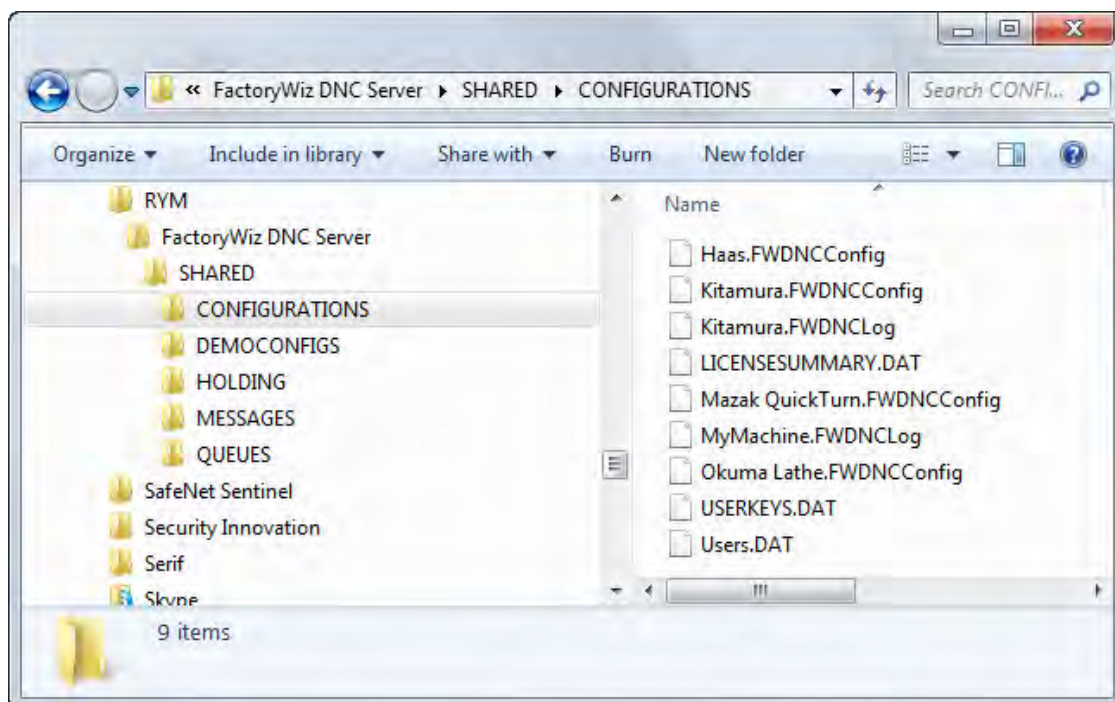 « FactoryWiz DNC Server ▸ SHARED ▸ CONFIGURATIONS
Search CONFI...
Organize Include in library Share with Burn New folder
RYM
FactoryWiz DNC Server
SHARED
CONFIGURATIONS
DEMOCONFIGS
HOLDING
MESSAGES
QUEUES
SafeNet Sentinel
Security Innovation
Serif
Skype
Name
Haas.FWDNCConfig
Kitamura.FWDNCConfig
Kitamura.FWDNCLog
LICENSESUMMARY.DAT
Mazak QuickTurn.FWDNCConfig
MyMachine.FWDNCLog
Okuma Lathe.FWDNCConfig
USERKEYS.DAT
Users.DAT
9 items